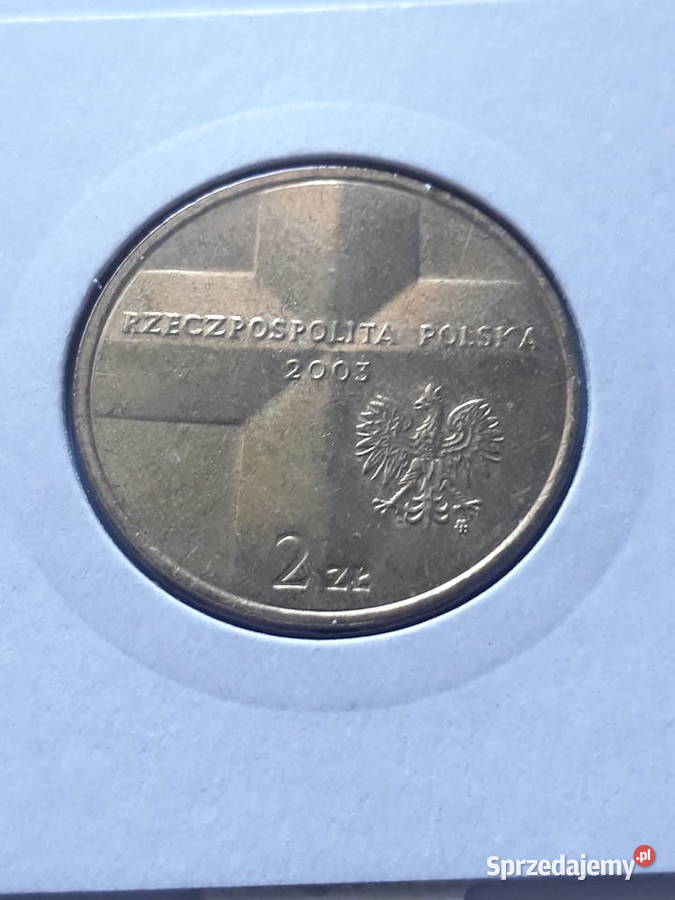 RZECZPOSPOLITA POLSKA
2003
2 ZŁ
Sprzedajemy.pl